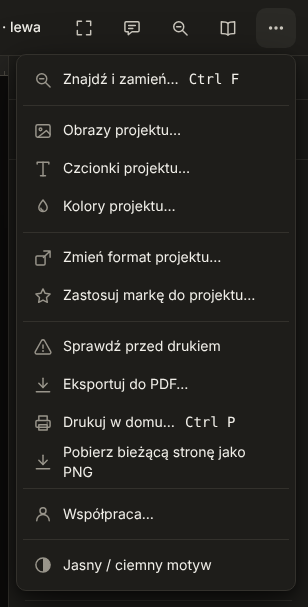 · lewa
Znajdź i zamień... Ctrl F
Obrazy projektu...
Czcionki projektu...
Kolory projektu...
Zmień format projektu...
Zastosuj markę do projektu...
Sprawdź przed drukiem
Eksportuj do PDF...
Drukuj w domu... Ctrl P
Pobierz bieżącą stronę jako
PNG
Współpraca...
Jasny / ciemny motyw